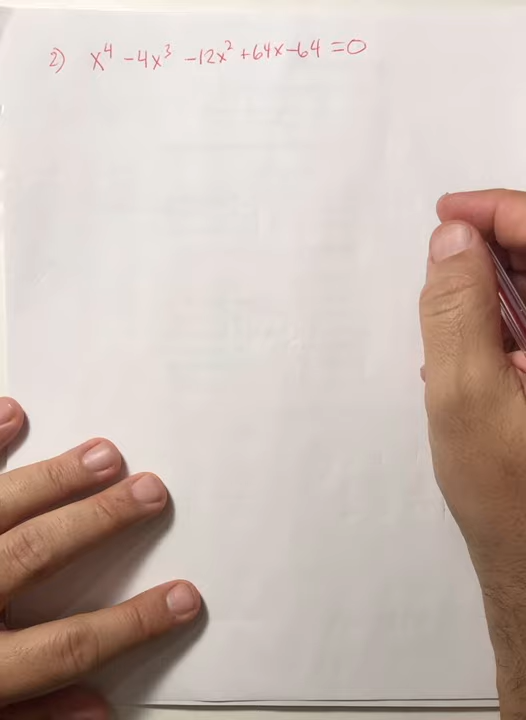 2) x⁴ -4x³ -12x² +64x-64 =0